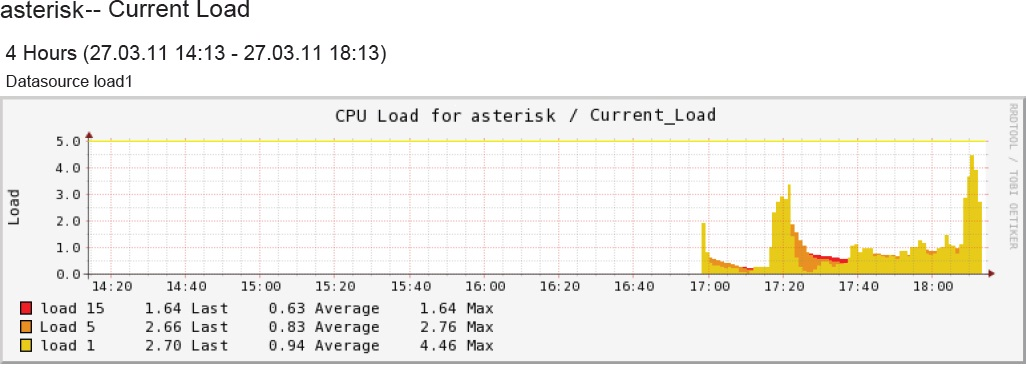 asterisk-- Current Load
4 Hours (27.03.11 14:13 - 27.03.11 18:13)
Datasource load1
CPU Load for asterisk / Current_Load
RRDTOOL / TOBI OETIKER
Load
5.0
4.0
3.0
2.0
1.0
0.0
14:20 14:40 15:00 15:20 15:40 16:00 16:20 16:40 17:00 17:20 17:40 18:00
load 15 1.64 Last 0.63 Average 1.64 Max
Load 5 2.66 Last 0.83 Average 2.76 Max
load 1 2.70 Last 0.94 Average 4.46 Max